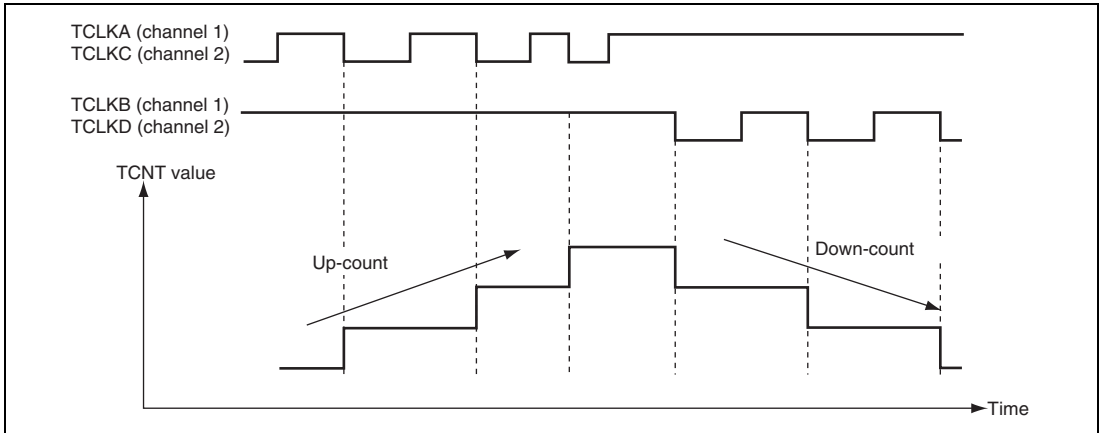 TCLKA (channel 1)
TCLKC (channel 2)
TCLKB (channel 1)
TCLKD (channel 2)
TCNT value
Up-count
Down-count
Time